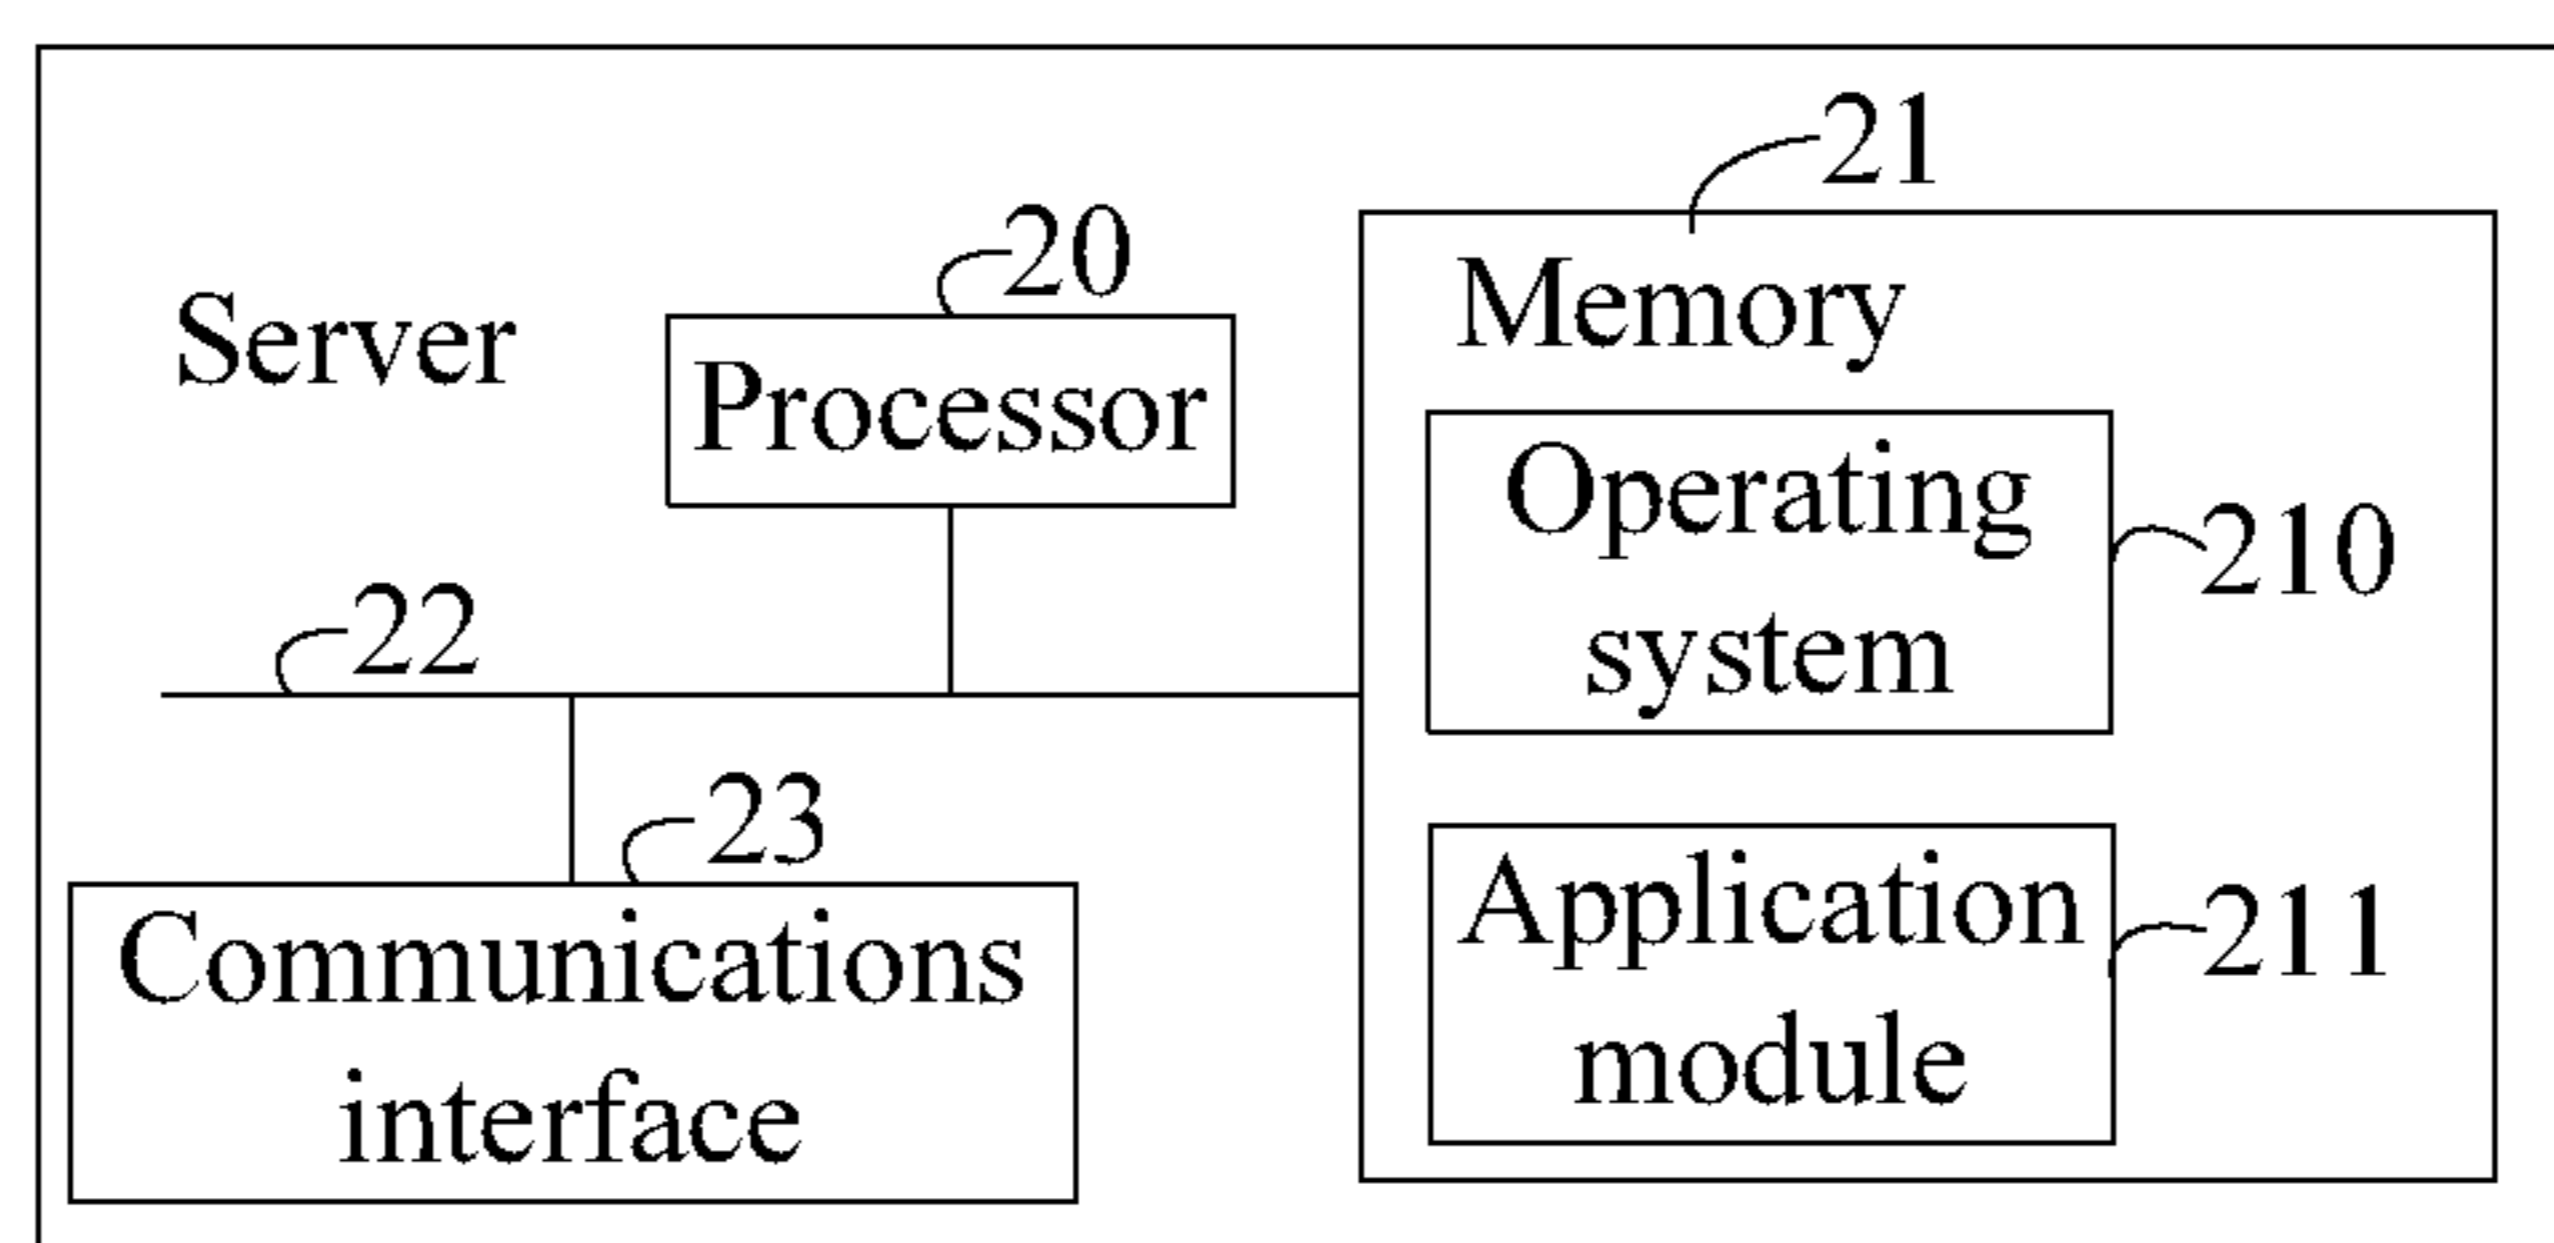 21
20
Server
Memory
Processor
Operating
system
210
22
23
Application
module
211
Communications
interface